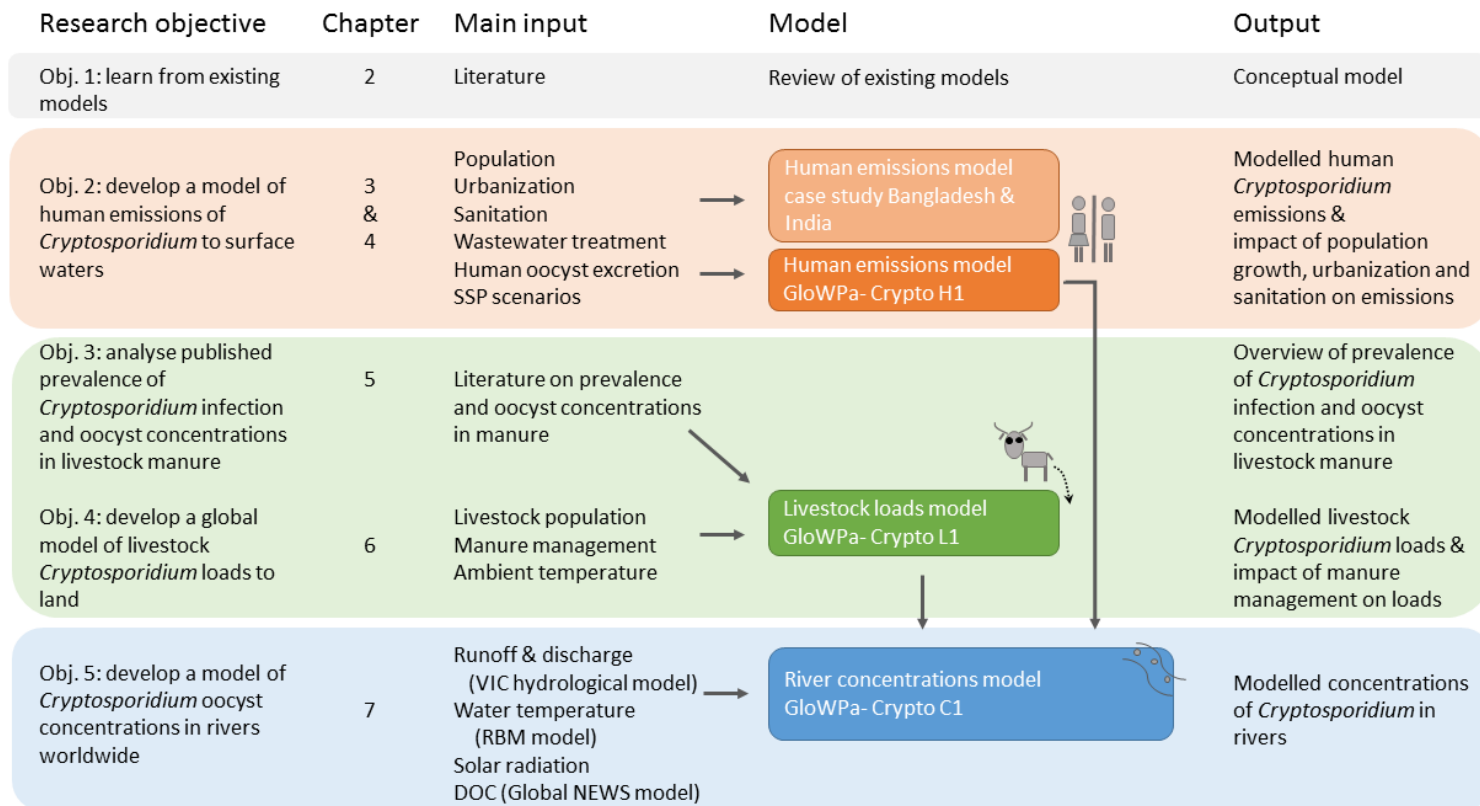 Research objective
Chapter
Main input
Model
Output
Obj. 1: learn from existing
models
2
Literature
Review of existing models
Conceptual model
Obj. 2: develop a model of
human emissions of
Cryptosporidium to surface
waters
3
&
4
Population
Urbanization
Sanitation
Wastewater treatment
Human oocyst excretion
SSP scenarios
Human emissions model
case study Bangladesh &
India
Human emissions model
GloWPa- Crypto H1
Modelled human
Cryptosporidium
emissions &
impact of population
growth, urbanization and
sanitation on emissions
Obj. 3: analyse published
prevalence of
Cryptosporidium infection
and oocyst concentrations
in livestock manure
5
Literature on prevalence
and oocyst concentrations
in manure
Overview of prevalence
of Cryptosporidium
infection and oocyst
concentrations in
livestock manure
Obj. 4: develop a global
model of livestock
Cryptosporidium loads to
land
6
Livestock population
Manure management
Ambient temperature
Livestock loads model
GloWPa- Crypto L1
Modelled livestock
Cryptosporidium loads &
impact of manure
management on loads
Obj. 5: develop a model of
Cryptosporidium oocyst
concentrations in rivers
worldwide
7
Runoff & discharge
(VIC hydrological model)
Water temperature
(RBM model)
Solar radiation
DOC (Global NEWS model)
River concentrations model
GloWPa- Crypto C1
Modelled concentrations
of Cryptosporidium in
rivers